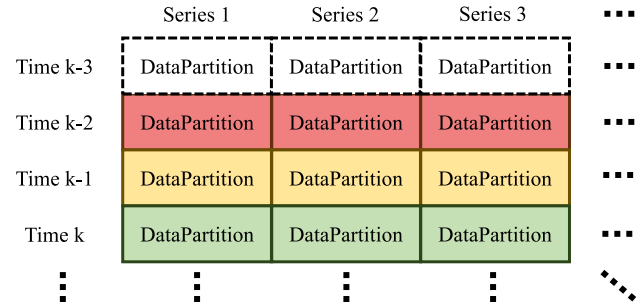 Series 1 Series 2 Series 3
Time k-3 DataPartition DataPartition DataPartition
Time k-2 DataPartition DataPartition DataPartition
Time k-1 DataPartition DataPartition DataPartition
Time k DataPartition DataPartition DataPartition